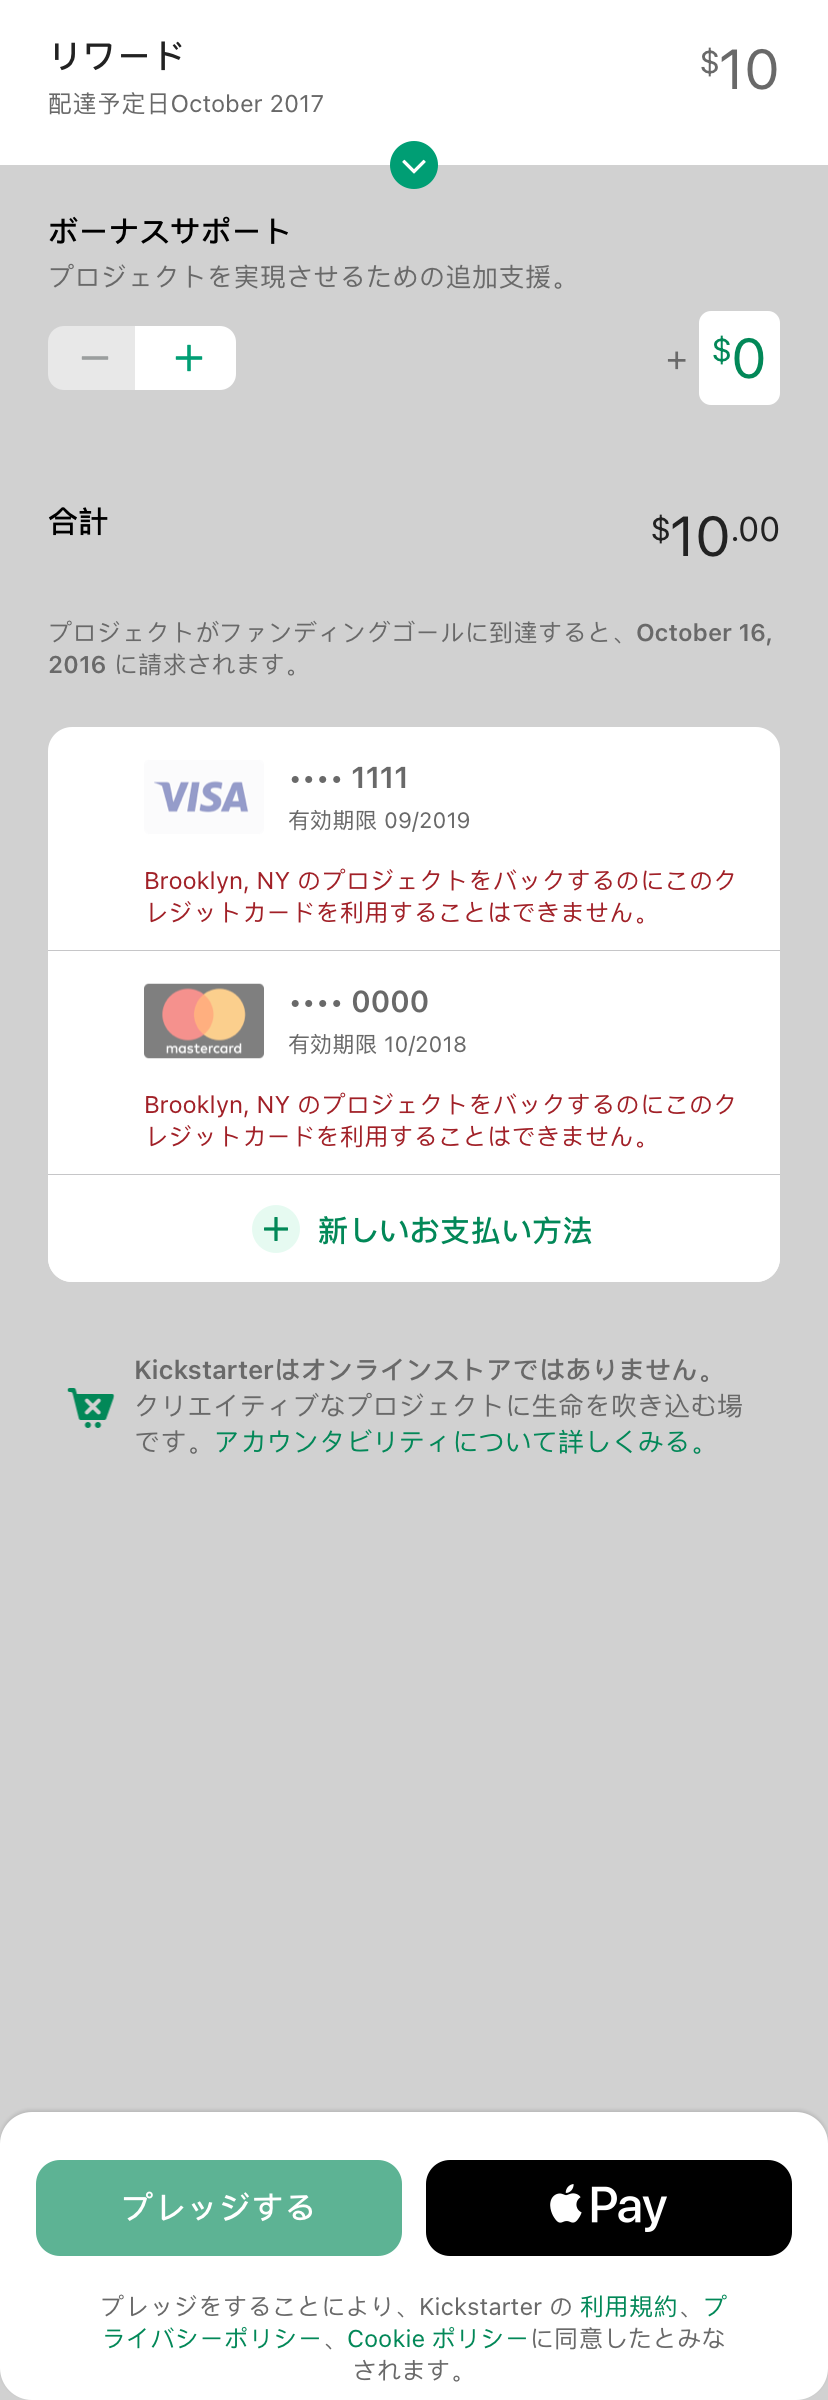 リワード
$10
配達予定日October 2017
ボーナスサポート
プロジェクトを実現させるための追加支援。
+ $0
合計
$10.00
プロジェクトがファンディングゴールに到達すると、October 16,
2016 に請求されます。
VISA
•••• 1111
有効期限 09/2019
Brooklyn, NY のプロジェクトをバックするのにこのク
レジットカードを利用することはできません。
•••• 0000
mastercard
有効期限 10/2018
Brooklyn, NY のプロジェクトをバックするのにこのク
レジットカードを利用することはできません。
新しいお支払い方法
Kickstarterはオンラインストアではありません。
クリエイティブなプロジェクトに生命を吹き込む場
です。アカウンタビリティについて詳しくみる。
プレッジする
Pay
プレッジをすることにより、Kickstarter の 利用規約、プ
ライバシーポリシー、Cookie ポリシーに同意したとみな
されます。